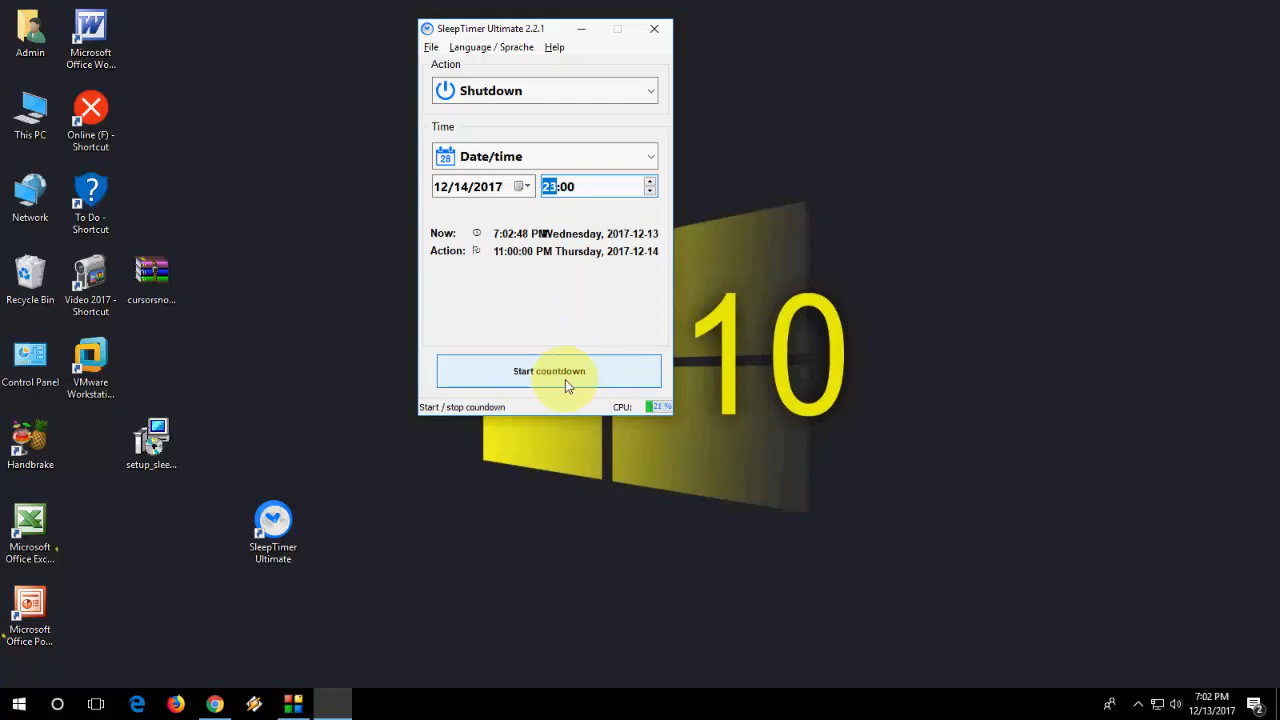 SleepTimer Ultimate 2.2.1
File Language / Sprache Help
Action
Shutdown
Time
28 Date/time
12/14/2017 23:00
Now: 7:02:48 PM Wednesday, 2017-12-13
Action: 11:00:00 PM Thursday, 2017-12-14
Start countdown
Start / stop coundown CPU: 21 %
Admin
Microsoft
Office Wo...
This PC
Online (F) -
Shortcut
Network
To Do -
Shortcut
Recycle Bin
Video 2017 -
Shortcut
cursorsno...
Control Panel
VMware
Workstati...
Handbrake
setup_slee...
Microsoft
Office Exc...
SleepTimer
Ultimate
Microsoft
Office Po...
10
7:02 PM
12/13/2017
2